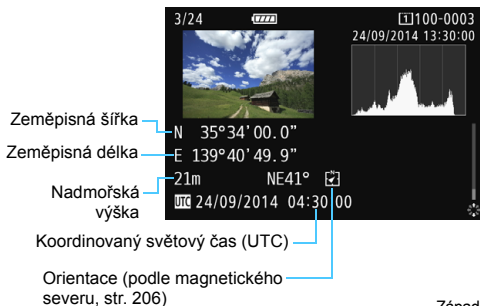 3/24 1 100-0003
24/09/2014 13:30:00
Zeměpisná šířka
N 35°34'00.0"
Zeměpisná délka
E 139°40'49.9"
Nadmořská
výška
21m NE41° N
UTC 24/09/2014 04:30:00
Koordinovaný světový čas (UTC)
Orientace (podle magnetického
severu, str. 206)